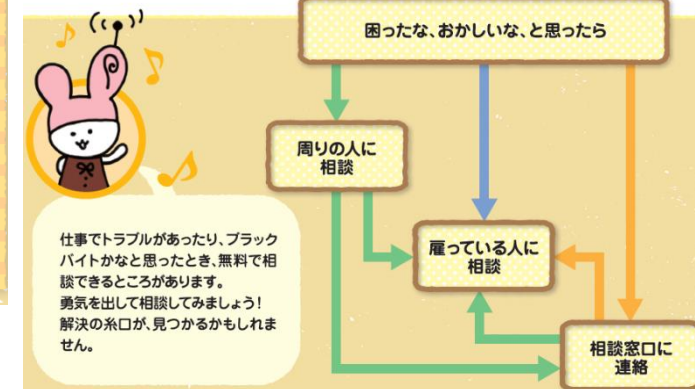 困ったな、おかしいな、と思ったら
周りの人に
相談
雇っている人に
相談
相談窓口に
連絡
仕事でトラブルがあったり、ブラック
バイトかなと思ったとき、無料で相
談できるところがあります。
勇気を出して相談してみましょう！
解決の糸口が、見つかるかもしれま
せん。